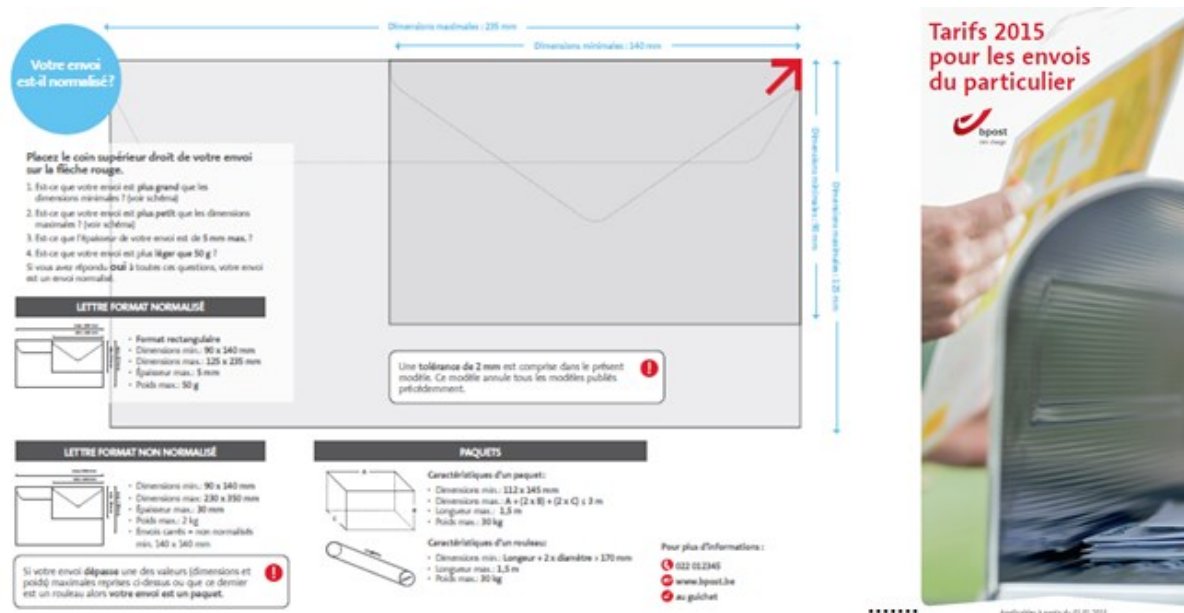 Dimensions maximales : 235 mm
Dimensions minimales : 140 mm
Votre envoi
est-il normalisé ?
Placez le coin supérieur droit de votre envoi
sur la flèche rouge.
1. Est-ce que votre envoi est plus grand que les
dimensions minimales ? (voir schéma)
2. Est-ce que votre envoi est plus petit que les dimensions
maximales ? (voir schéma)
3. Est-ce que l'épaisseur de votre envoi est de 5 mm max. ?
4. Est-ce que votre envoi est plus léger que 50 g ?
Si vous avez répondu oui à toutes ces questions, votre envoi
est un envoi normalisé.
Dimensions minimales : 90 mm
Dimensions maximales : 125 mm
LETTRE FORMAT NORMALISÉ
• Format rectangulaire
• Dimensions min.: 90 x 140 mm
• Dimensions max.: 125 x 235 mm
• Épaisseur max.: 5 mm
• Poids max.: 50 g
Une tolérance de 2 mm est comprise dans le présent
modèle. Ce modèle annule tous les modèles publiés
précédemment.
LETTRE FORMAT NON NORMALISÉ
• Dimensions min.: 90 x 140 mm
• Dimensions max: 230 x 350 mm
• Épaisseur max.: 30 mm
• Poids max.: 2 kg
• Envois carrés = non normalisés
min. 140 x 140 mm
Si votre envoi dépasse une des valeurs (dimensions et
poids) maximales reprises ci-dessus ou que ce dernier
est un rouleau alors votre envoi est un paquet.
PAQUETS
Caractéristiques d'un paquet:
• Dimensions min.: 112 x 145 mm
• Dimensions max.: A + (2 x B) + (2 x C) ≤ 3 m
• Longueur max.: 1,5 m
• Poids max.: 30 kg
Caractéristiques d'un rouleau:
• Dimensions min.: Longeur + 2 x diamètre > 170 mm
• Longueur max.: 1,5 m
• Poids max.: 30 kg
Pour plus d'informations :
022 012345
www.bpost.be
au guichet
Tarifs 2015
pour les envois
du particulier
bpost